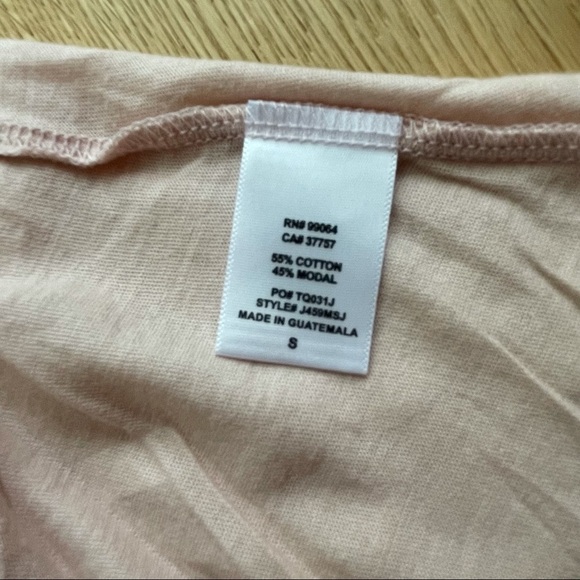 RN# 99064
CA# 37757
55% COTTON
45% MODAL
PO# TQ031J
STYLE# J459MSJ
MADE IN GUATEMALA
S